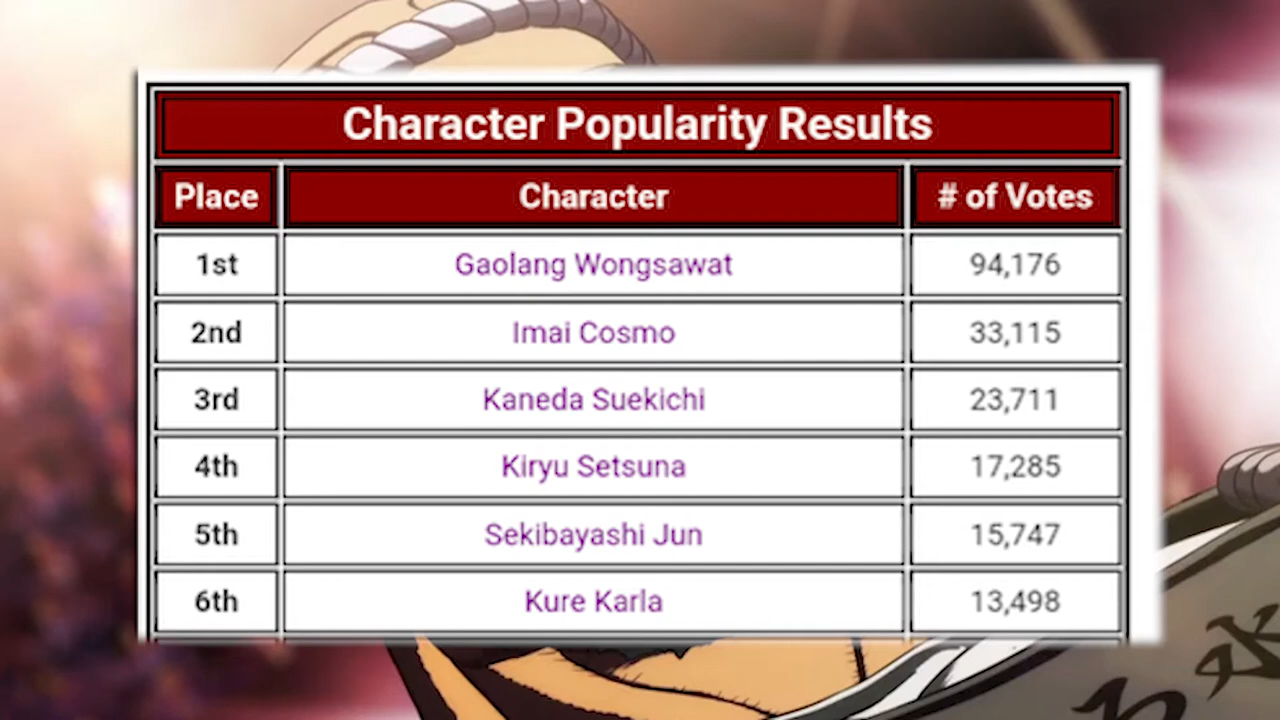 Character Popularity Results
Place Character # of Votes
1st Gaolang Wongsawat 94,176
2nd Imai Cosmo 33,115
3rd Kaneda Suekichi 23,711
4th Kiryu Setsuna 17,285
5th Sekibayashi Jun 15,747
6th Kure Karla 13,498